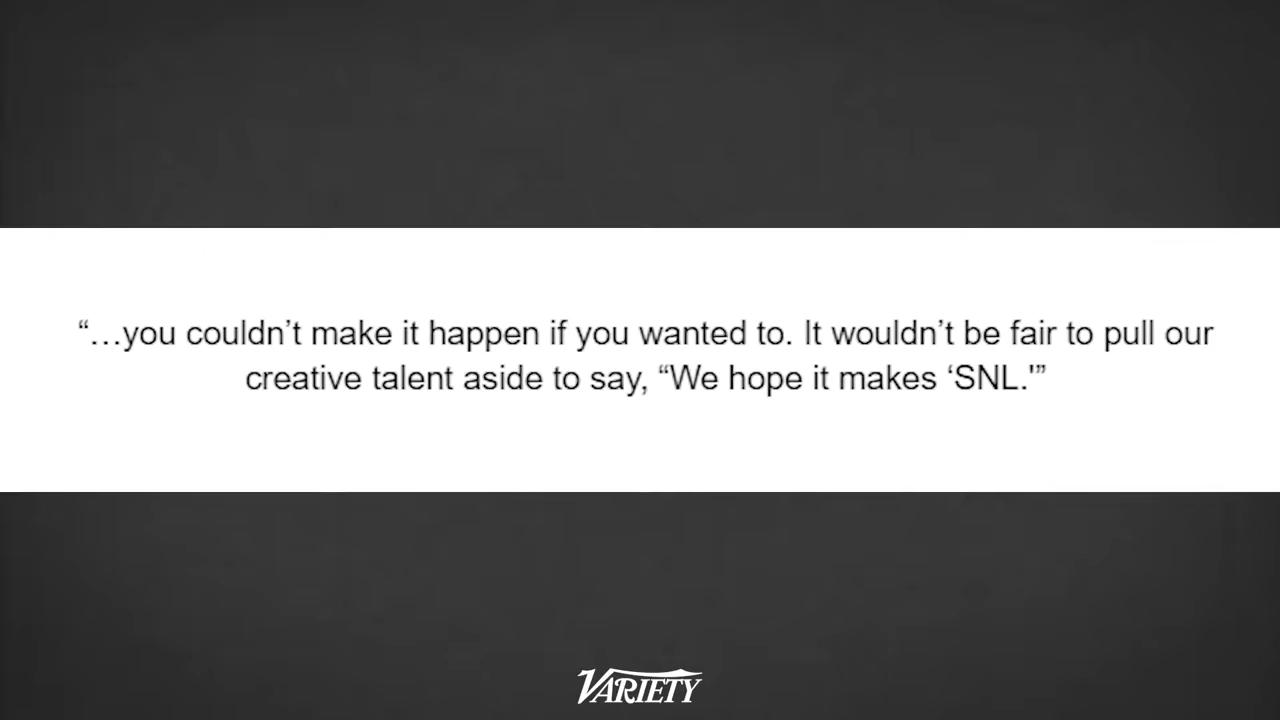 “…you couldn’t make it happen if you wanted to. It wouldn’t be fair to pull our
creative talent aside to say, “We hope it makes ‘SNL.'”
VARIETY